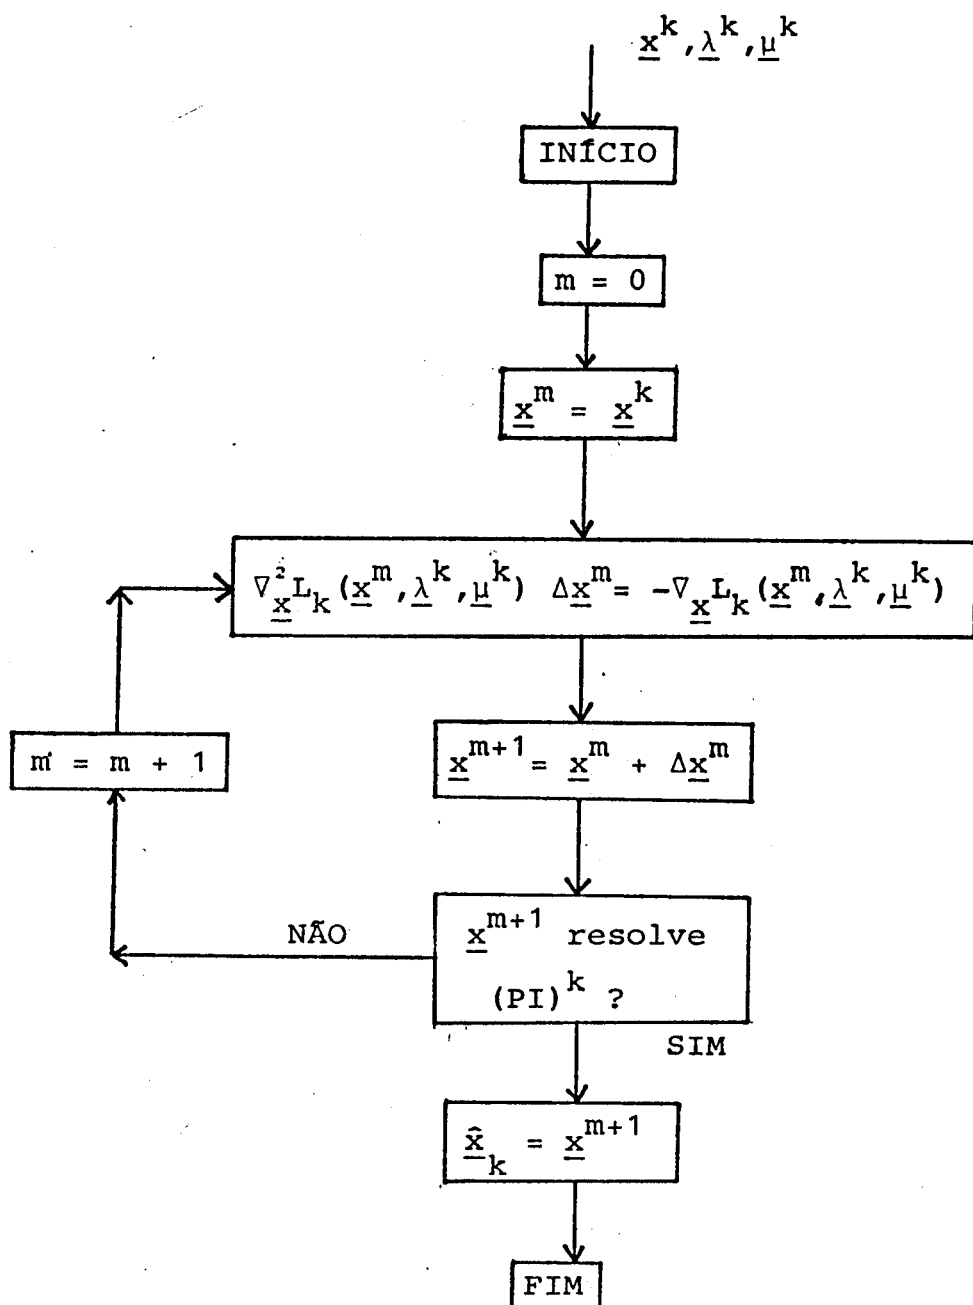 x^k, λ^k, μ^k
INÍCIO
m = 0
x^m = x^k
∇²_x L_k(x^m, λ^k, μ^k) Δx^m = -∇_x L_k(x^m, λ^k, μ^k)
m = m + 1
x^{m+1} = x^m + Δx^m
NÃO
x^{m+1} resolve
(PI)^k ?
SIM
x̂_k = x^{m+1}
FIM